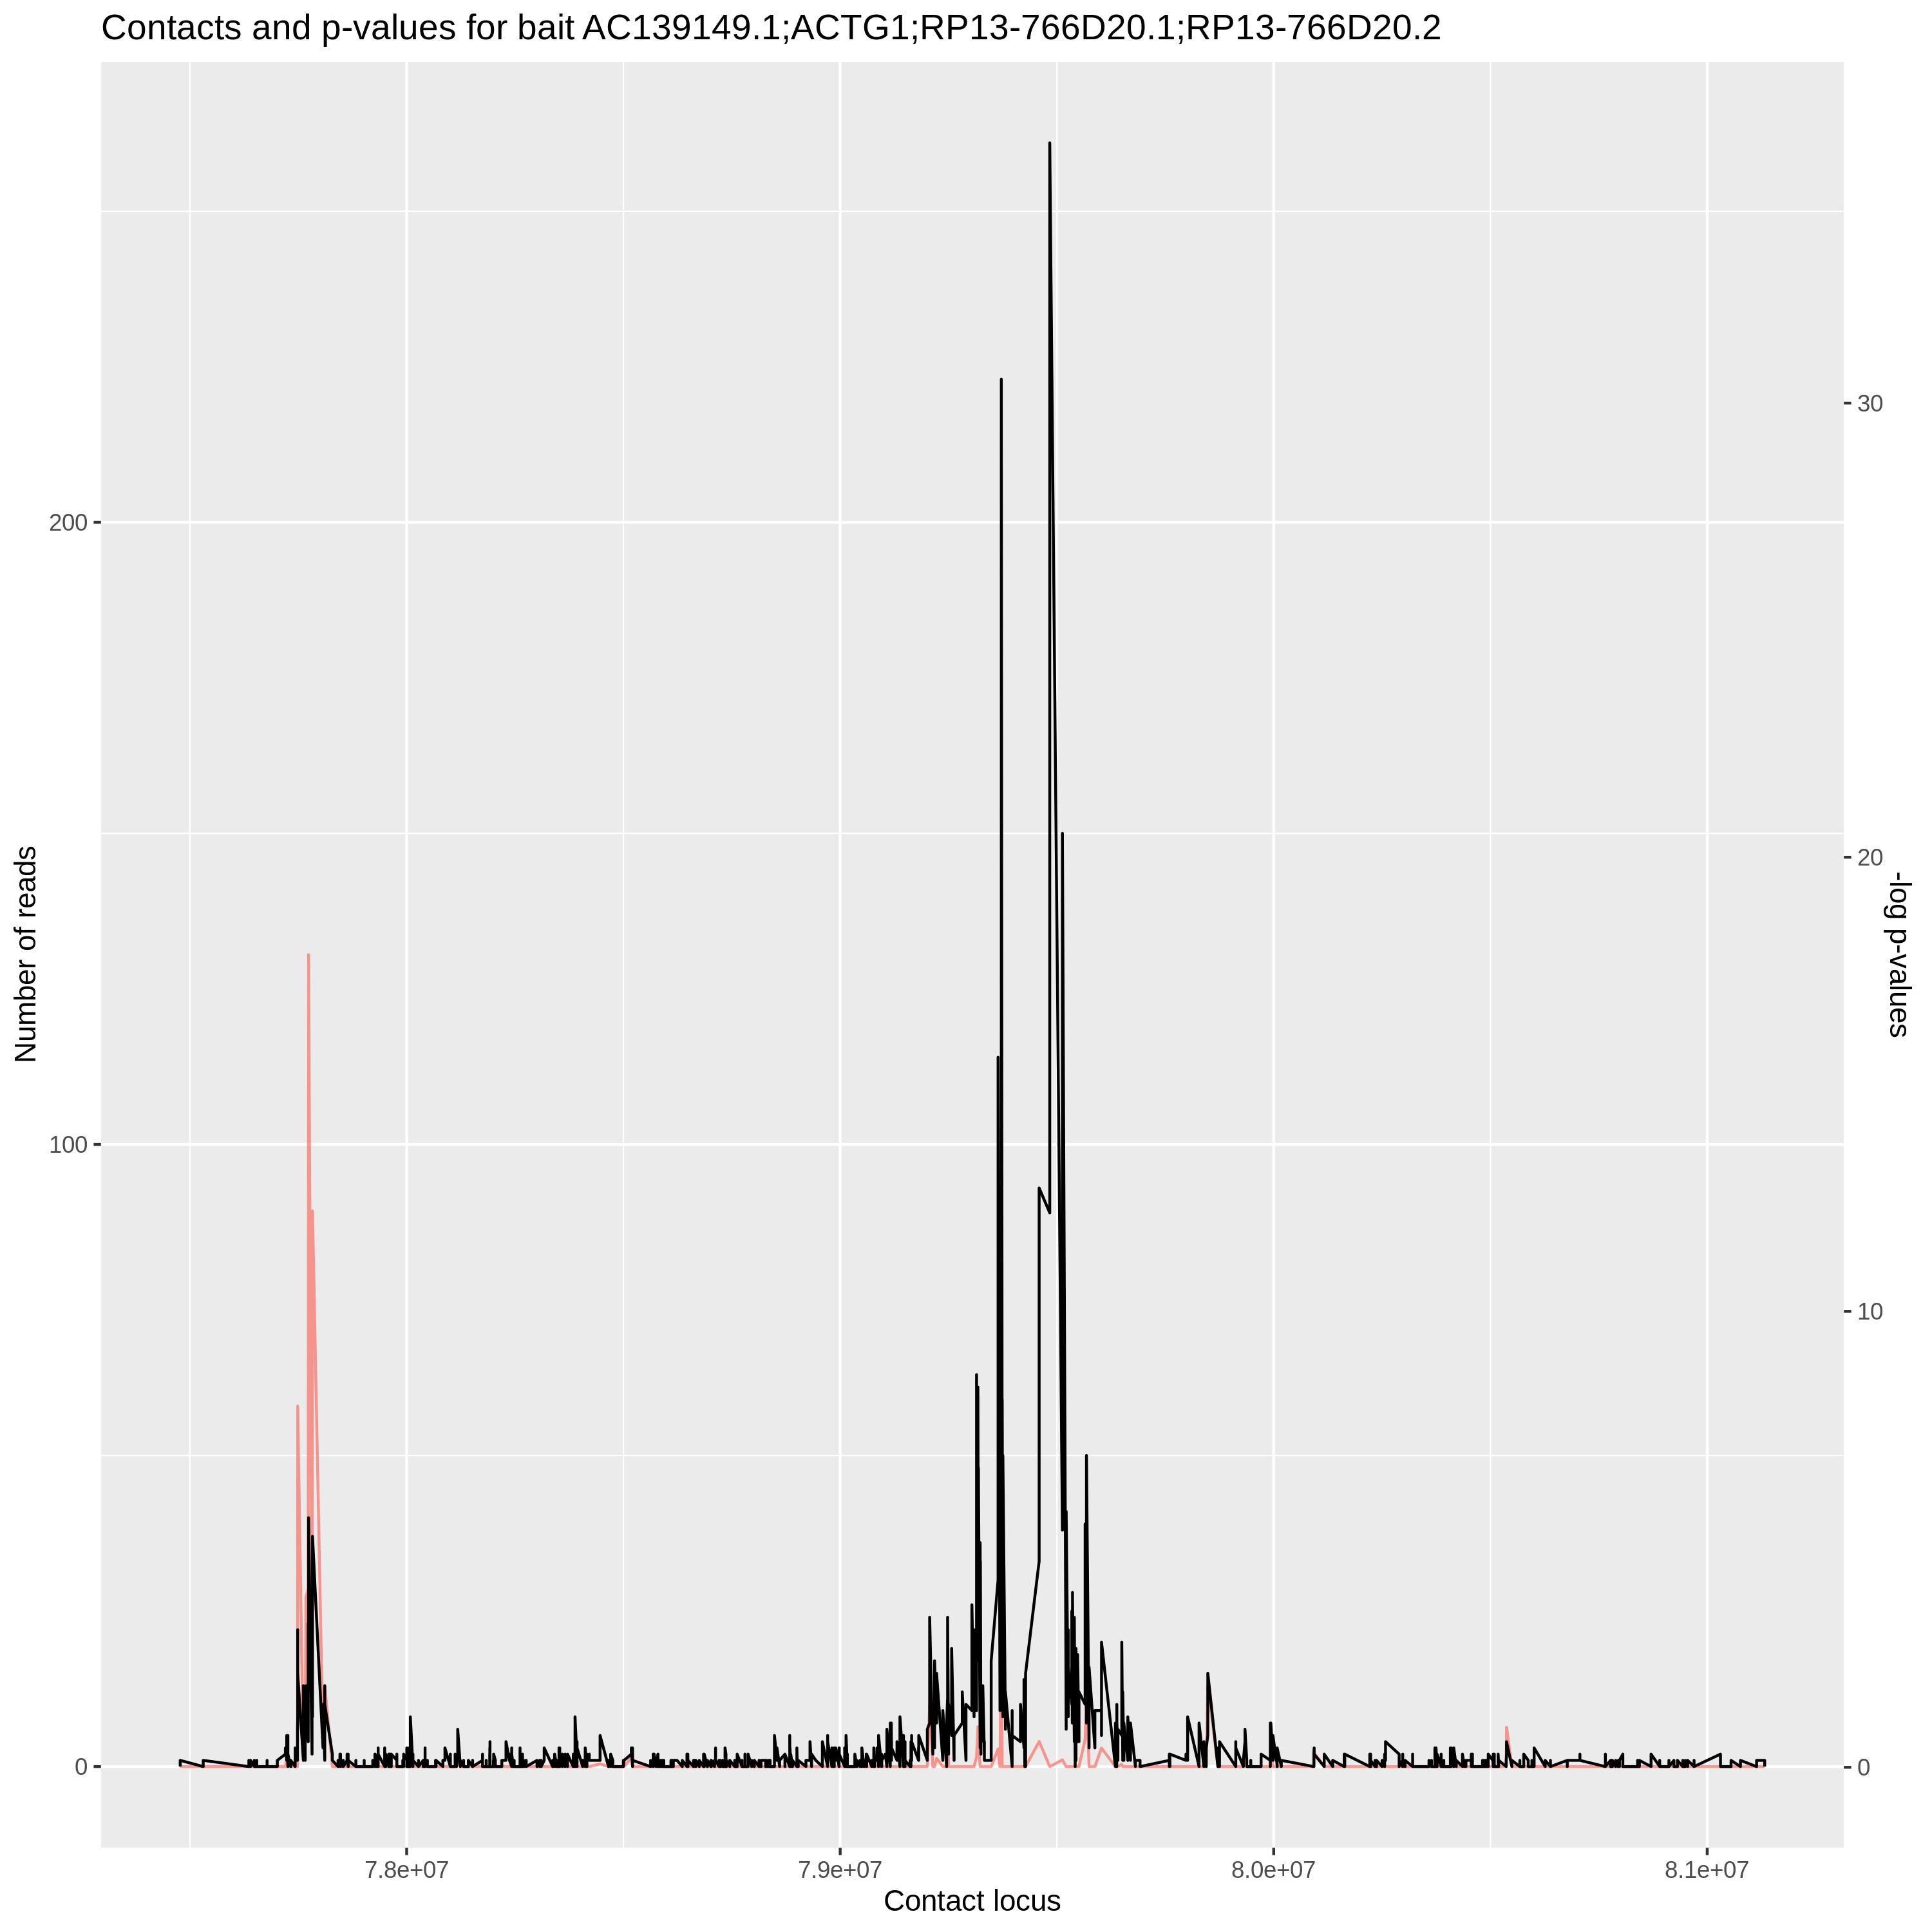 Contacts and p-values for bait AC139149.1;ACTG1;RP13-766D20.1;RP13-766D20.2
Number of reads
200
100
0
30
20
10
0
-log p-values
7.8e+07 7.9e+07 8.0e+07 8.1e+07
Contact locus